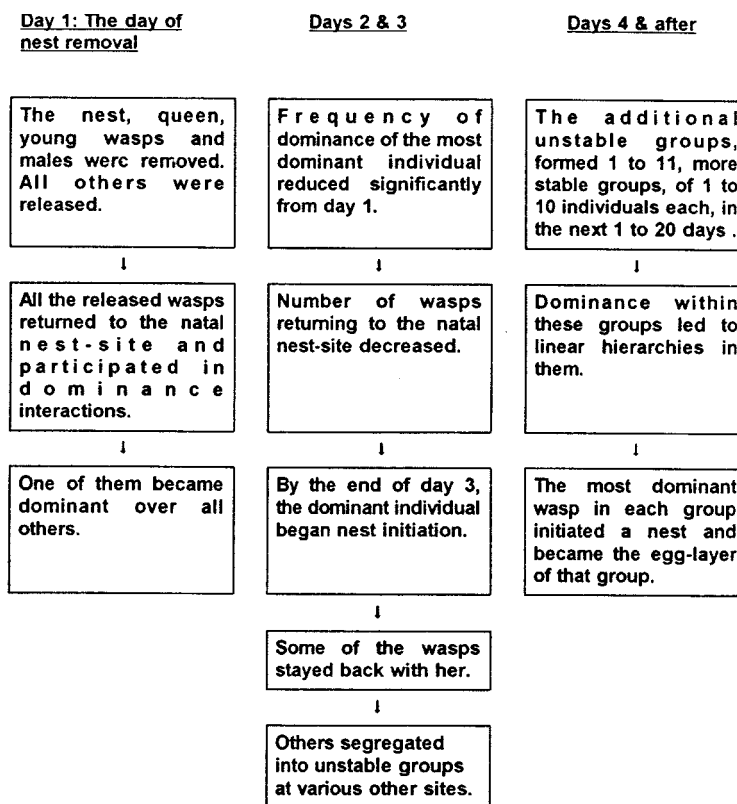 Day 1: The day of
nest removal
The nest, queen,
young wasps and
males werc removed.
All others were
released.
↓
All the released wasps
returned to the natal
nest-site and
participated in
dominance
interactions.
↓
One of them became
dominant over all
others.
Days 2 & 3
Frequency of
dominance of the most
dominant individual
reduced significantly
from day 1.
↓
Number of wasps
returning to the natal
nest-site decreased.
↓
By the end of day 3,
the dominant individual
began nest initiation.
↓
Some of the wasps
stayed back with her.
↓
Others segregated
into unstable groups
at various other sites.
Days 4 & after
The additional
unstable groups,
formed 1 to 11, more
stable groups, of 1 to
10 individuals each, in
the next 1 to 20 days .
↓
Dominance within
these groups led to
linear hierarchies in
them.
↓
The most dominant
wasp in each group
initiated a nest and
became the egg-layer
of that group.